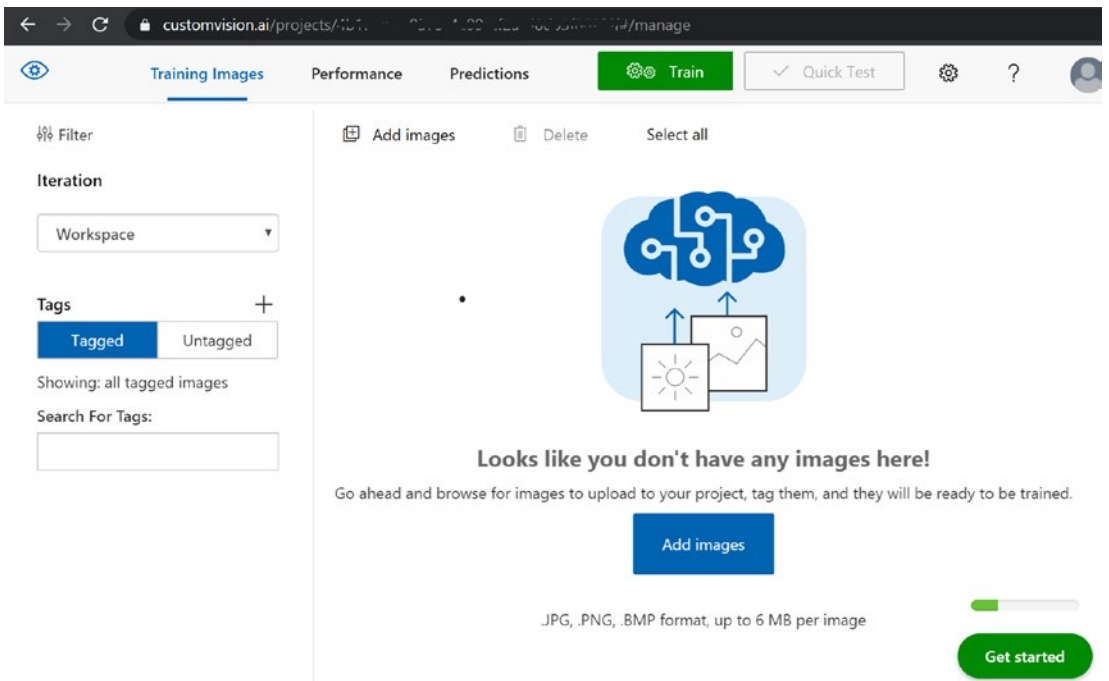 customvision.ai/projects/ /manage
Training Images Performance Predictions Train Quick Test ?
Filter
Add images Delete Select all
Iteration
Workspace
Tags +
Tagged Untagged
Showing: all tagged images
Search For Tags:
Looks like you don't have any images here!
Go ahead and browse for images to upload to your project, tag them, and they will be ready to be trained.
Add images
.JPG, .PNG, .BMP format, up to 6 MB per image
Get started